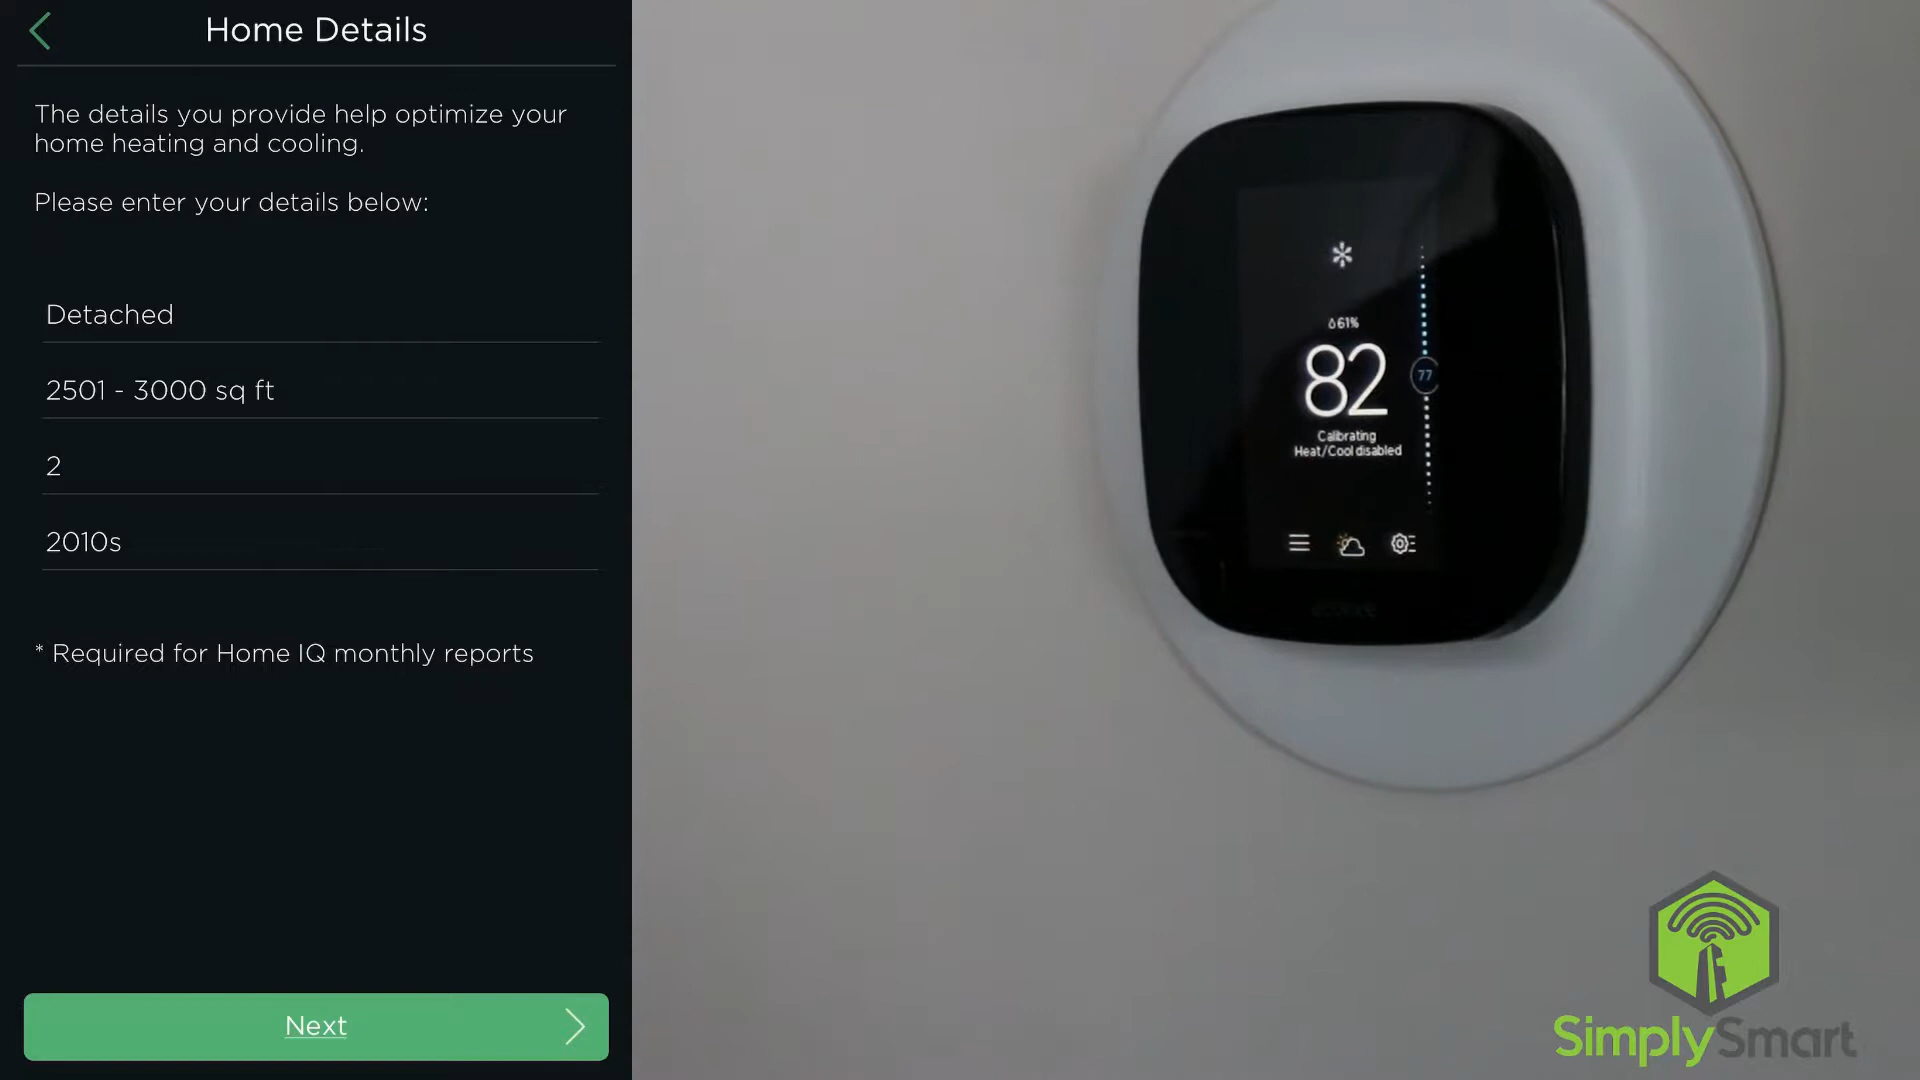 Home Details
The details you provide help optimize your
home heating and cooling.
Please enter your details below:
Detached
2501 - 3000 sq ft
2
2010s
* Required for Home IQ monthly reports
Next
61%
82
77
Calibrating
Heat/Cool disabled
ecobee
SimplySmart